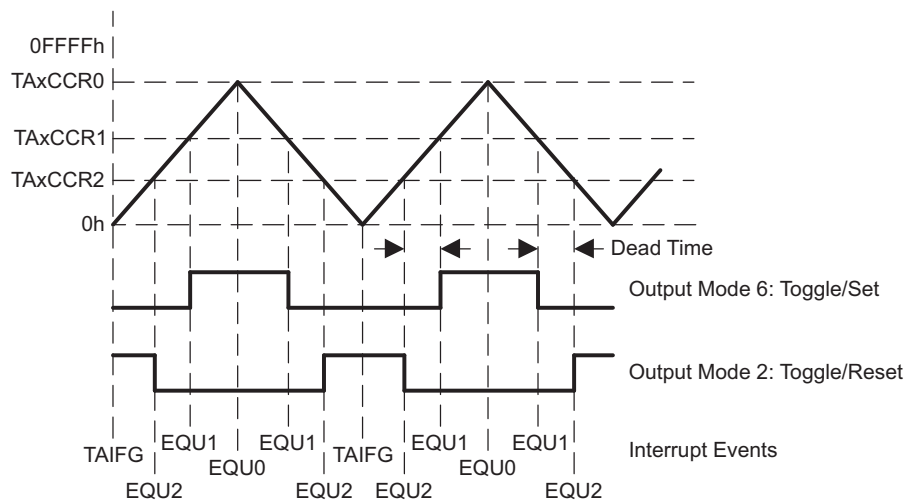 0FFFFh
TAxCCR0
TAxCCR1
TAxCCR2
0h
Dead Time
Output Mode 6: Toggle/Set
Output Mode 2: Toggle/Reset
TAIFG EQU1 EQU0 EQU1 TAIFG EQU1 EQU0 EQU1 Interrupt Events
EQU2 EQU2 EQU2 EQU2